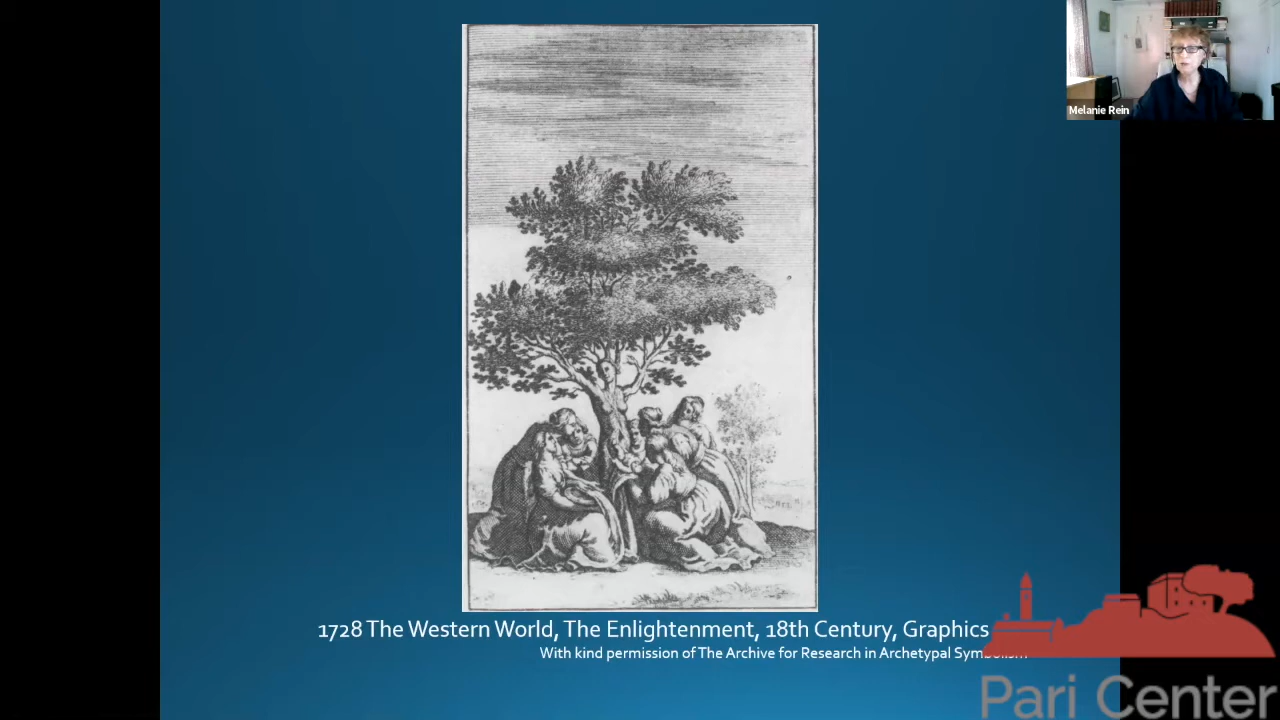 Melanie Rein
1728 The Western World, The Enlightenment, 18th Century, Graphics
With kind permission of The Archive for Research in Archetypal Symbolism
Pari Center